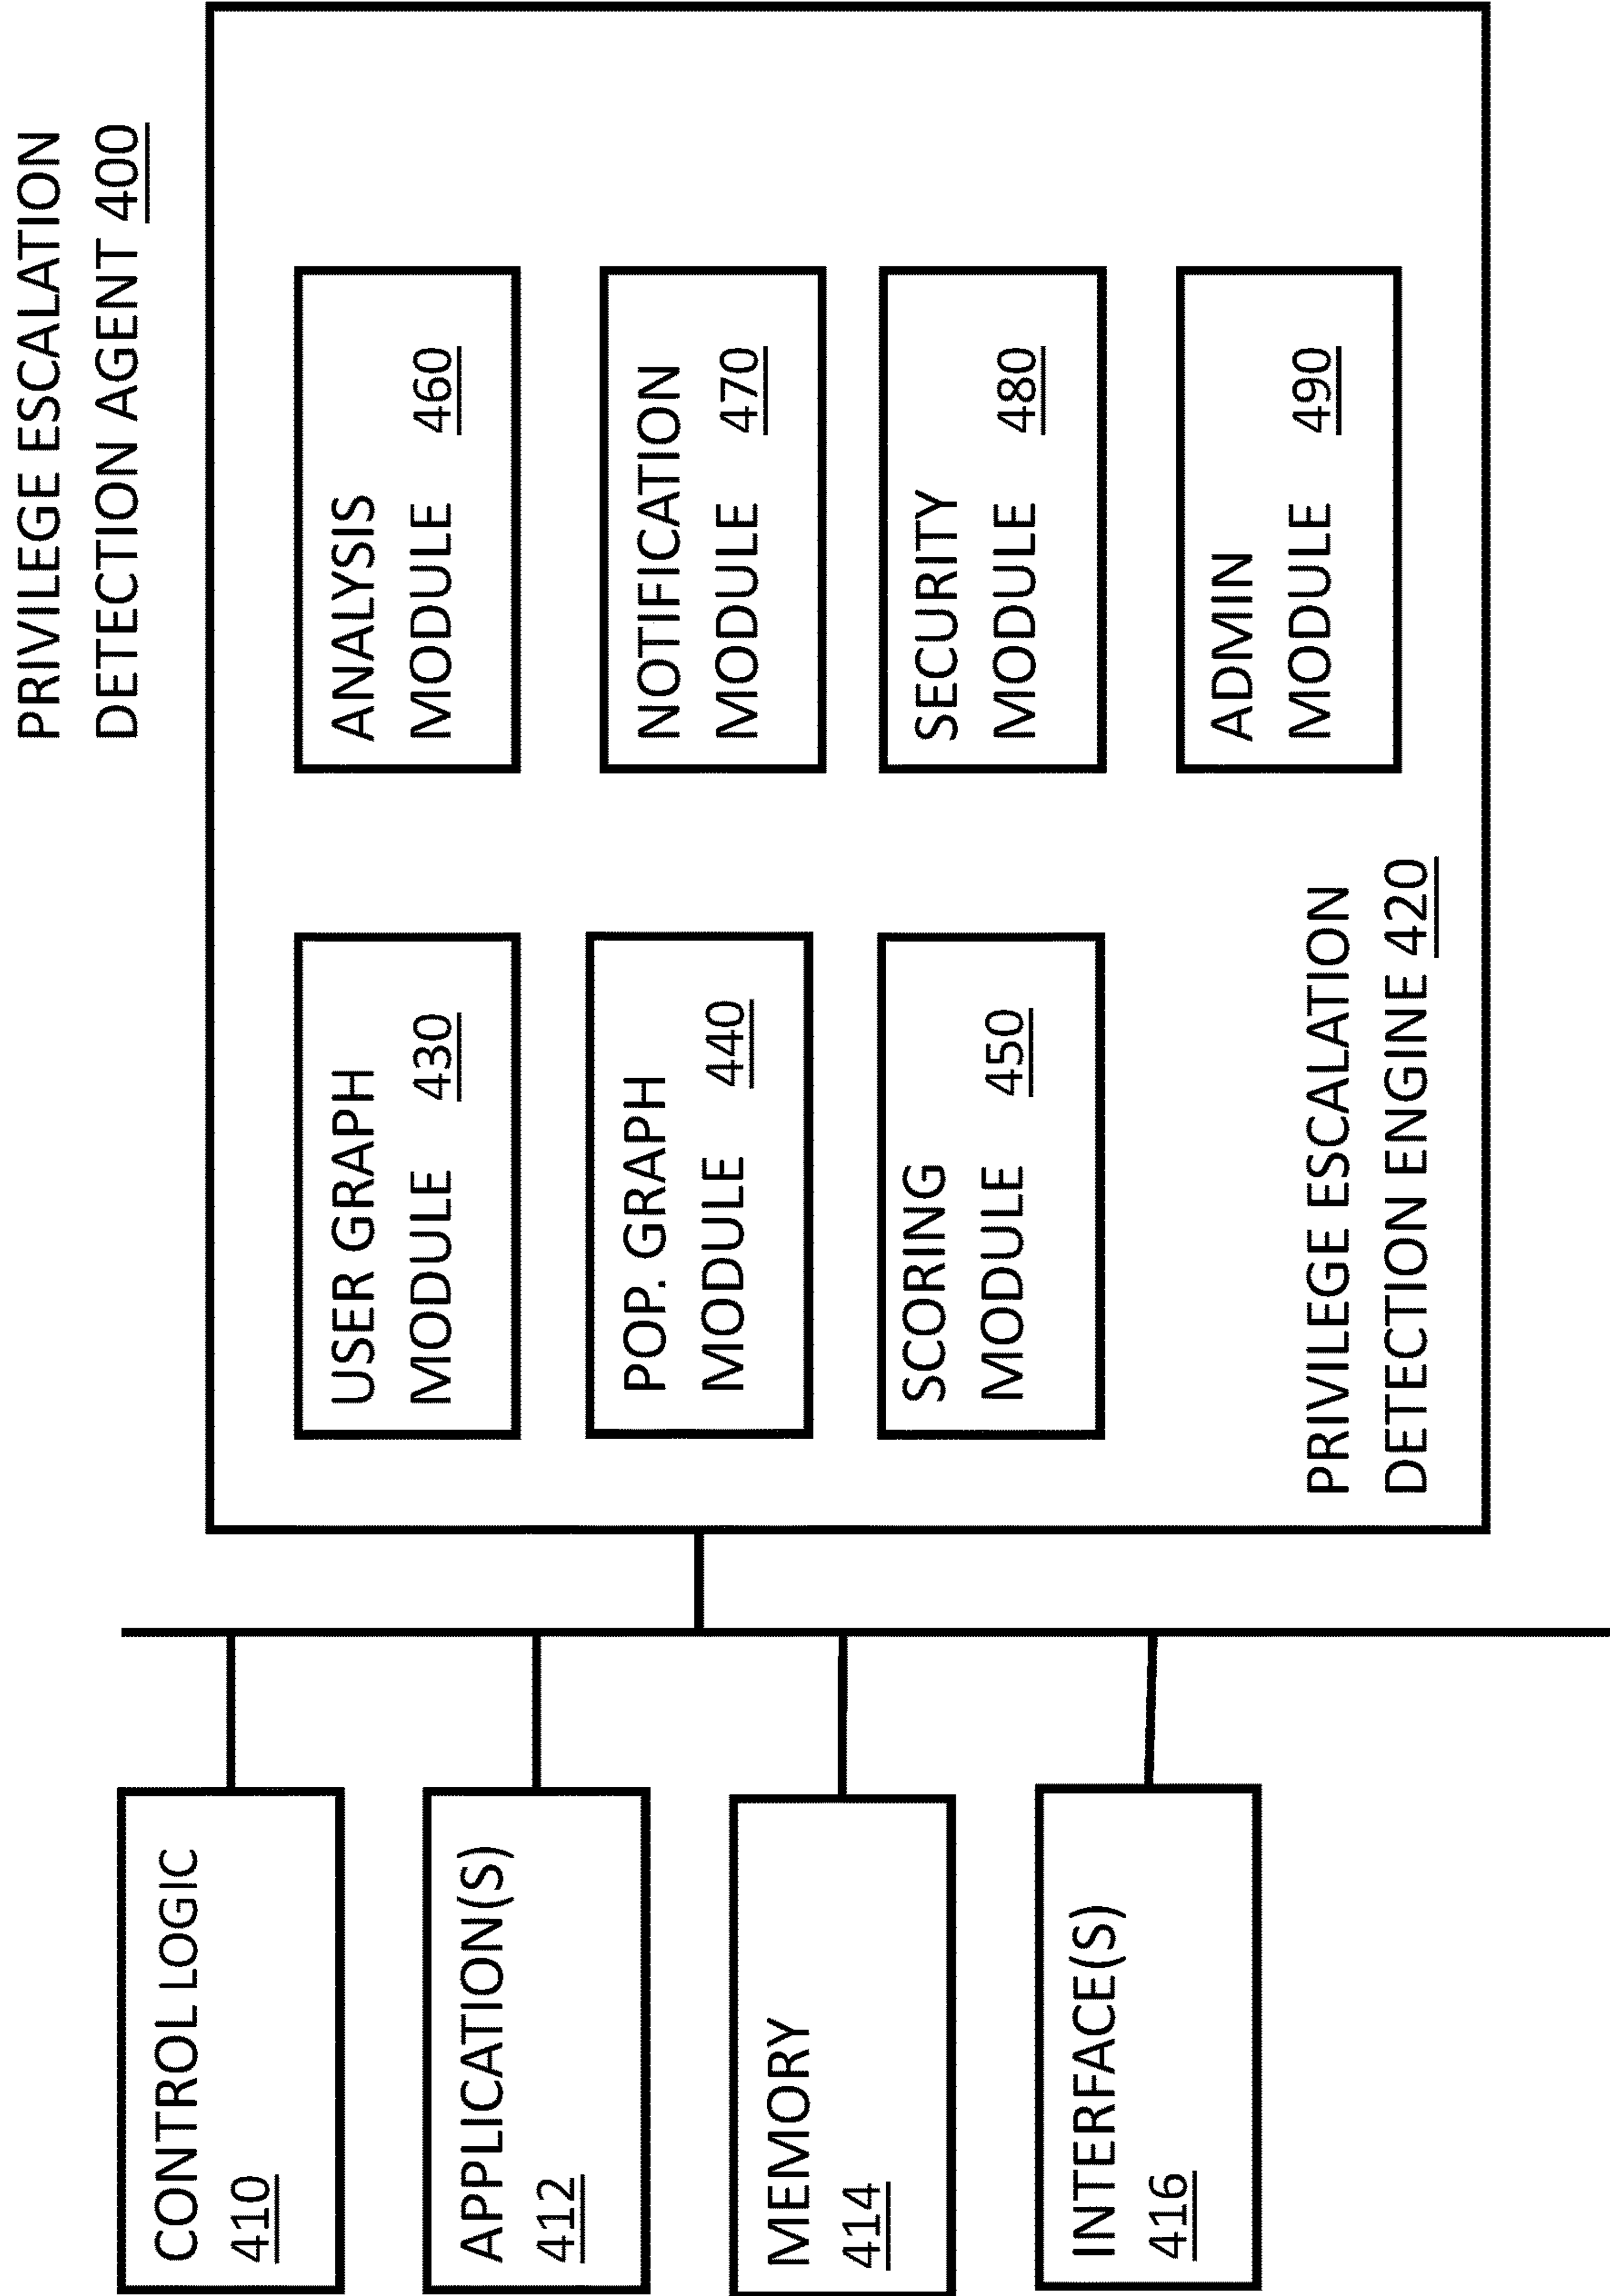 PRIVILEGE ESCALATION
DETECTION AGENT 400
CONTROL LOGIC
410
APPLICATION(S)
412
MEMORY
414
INTERFACE(S)
416
USER GRAPH
MODULE 430
POP. GRAPH
MODULE 440
SCORING
MODULE 450
ANALYSIS
MODULE 460
NOTIFICATION
MODULE 470
SECURITY
MODULE 480
ADMIN
MODULE 490
PRIVILEGE ESCALATION
DETECTION ENGINE 420